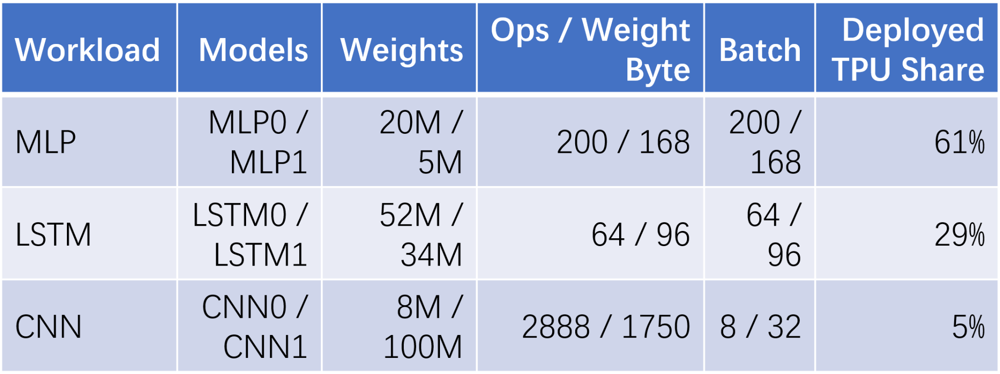 Workload
Models
Weights
Ops / Weight
Byte
Batch
Deployed
TPU Share
MLP
MLP0 /
MLP1
20M /
5M
200 / 168
200 /
168
61%
LSTM
LSTM0 /
LSTM1
52M /
34M
64 / 96
64 /
96
29%
CNN
CNN0 /
CNN1
8M /
100M
2888 / 1750
8 / 32
5%